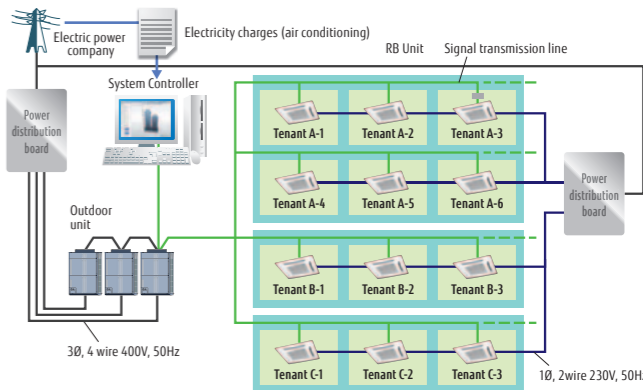 Electric power
company
Electricity charges (air conditioning)
System Controller
RB Unit
Signal transmission line
Power
distribution
board
Tenant A-1
Tenant A-2
Tenant A-3
Tenant A-4
Tenant A-5
Tenant A-6
Power
distribution
board
Outdoor
unit
Tenant B-1
Tenant B-2
Tenant B-3
3Ø, 4 wire 400V, 50Hz
Tenant C-1
Tenant C-2
Tenant C-3
1Ø, 2wire 230V, 50Hz